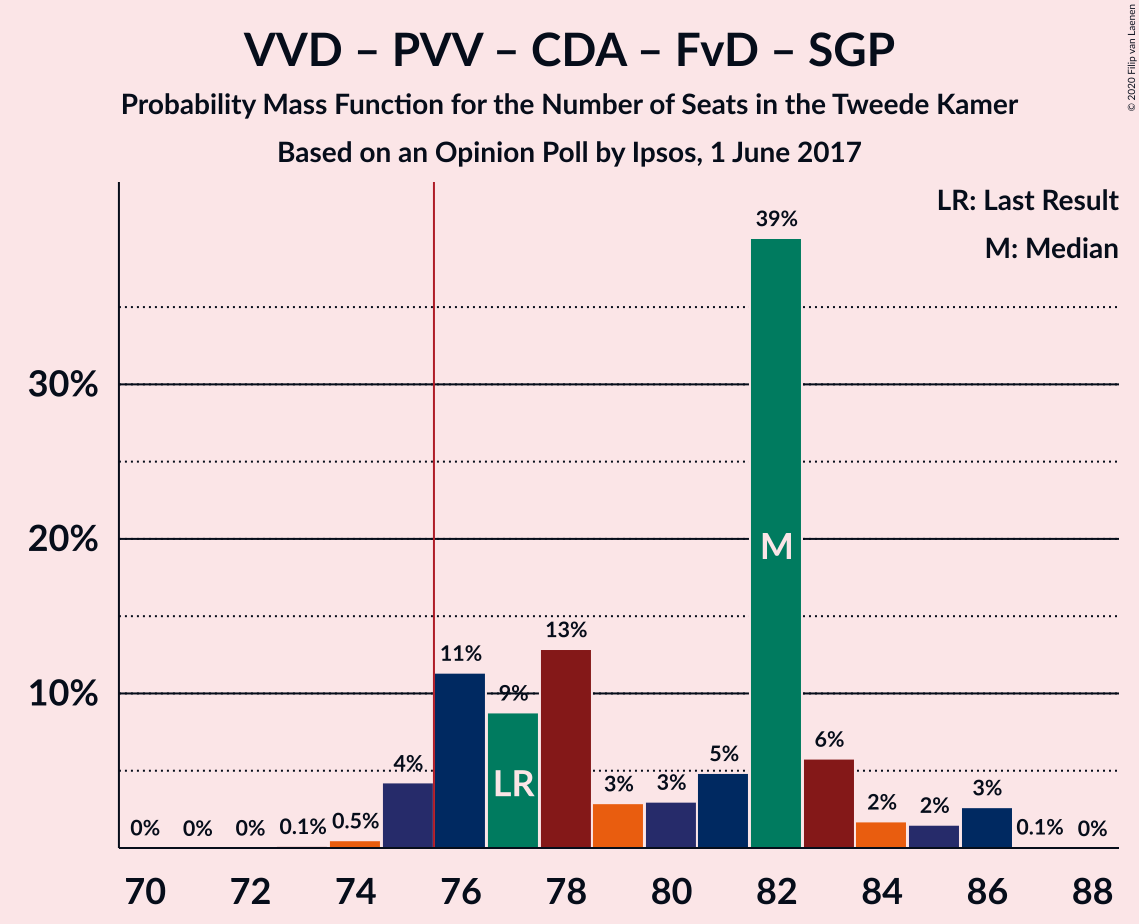 VVD – PVV – CDA – FvD – SGP
Probability Mass Function for the Number of Seats in the Tweede Kamer
Based on an Opinion Poll by Ipsos, 1 June 2017
© 2020 Filip van Laenen
LR: Last Result
M: Median
30%
20%
10%
0%
0%
0%
0.1%
0.5%
4%
11%
9%
13%
3%
3%
5%
39%
6%
2%
2%
3%
0.1%
0%
LR
M
70 72 74 76 78 80 82 84 86 88